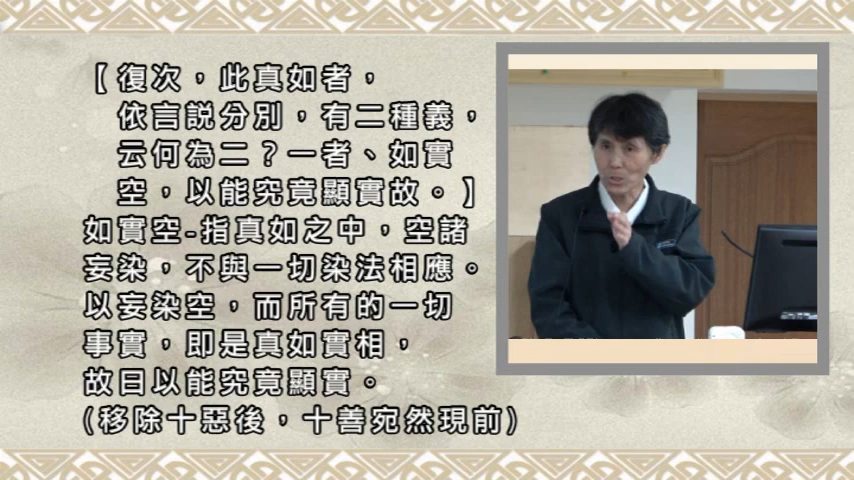 【復次，此真如者，
依言說分別，有二種義，
云何為二？一者、如實
空，以能究竟顯實故。】
如實空-指真如之中，空諸
妄染，不與一切染法相應。
以妄染空，而所有的一切
事實，即是真如實相，
故曰以能究竟顯實。
(移除十惡後，十善宛然現前)